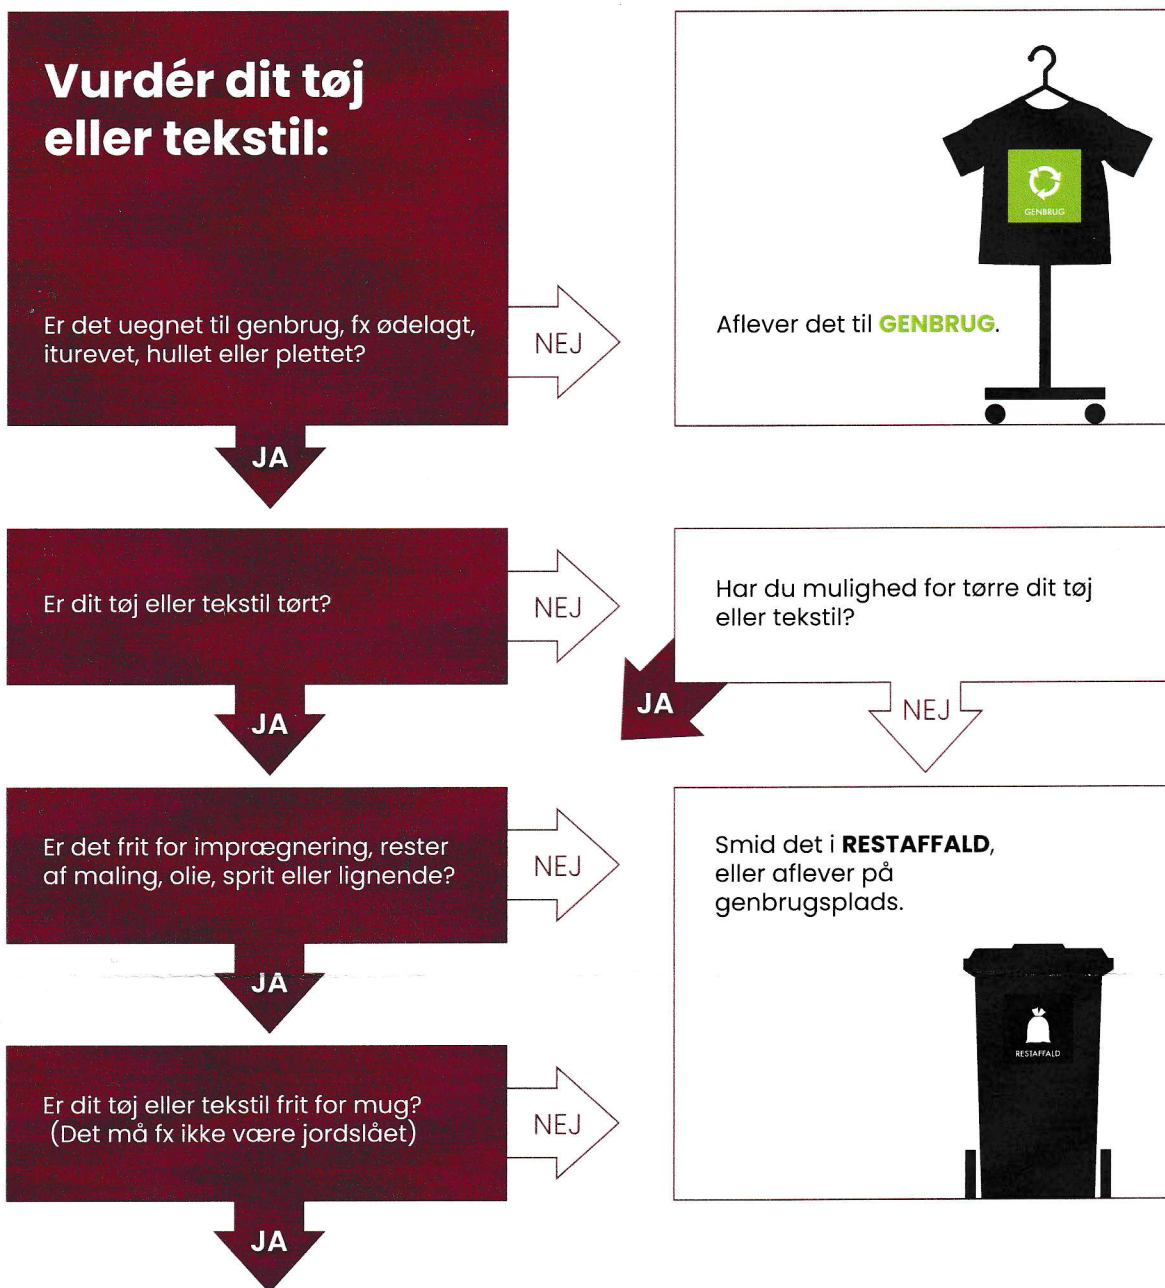 Vurdér dit tøj
eller tekstil:
Er det uegnet til genbrug, fx ødelagt,
iturevet, hullet eller plettet?
NEJ
GENBRUG
Aflever det til GENBRUG.
JA
Er dit tøj eller tekstil tørt?
NEJ
Har du mulighed for tørre dit tøj
eller tekstil?
JA
JA
NEJ
Er det frit for imprægnering, rester
af maling, olie, sprit eller lignende?
NEJ
Smid det i RESTAFFALD,
eller aflever på
genbrugsplads.
RESTAFFALD
JA
Er dit tøj eller tekstil frit for mug?
(Det må fx ikke være jordslået)
NEJ
JA